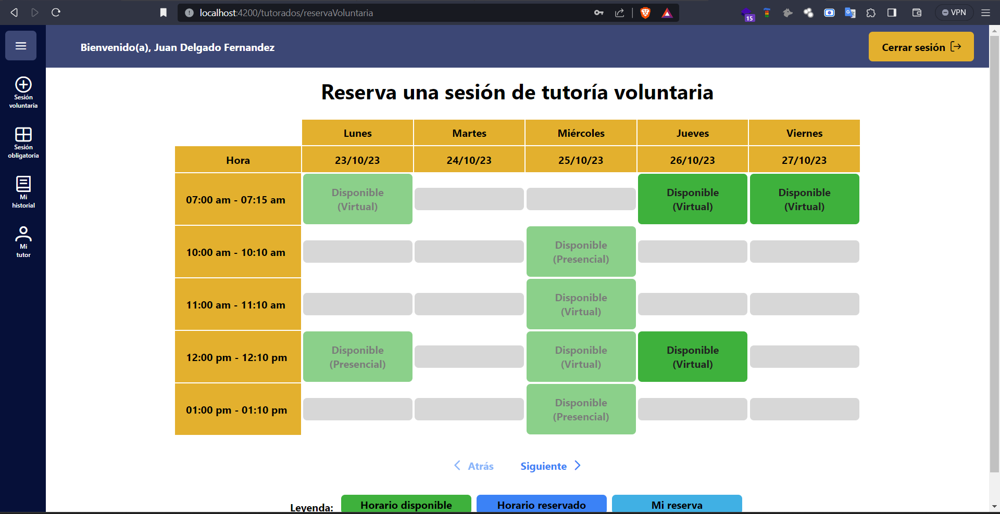 localhost:4200/tutorados/reservaVoluntaria
15
VPN
Bienvenido(a), Juan Delgado Fernandez
Cerrar sesión
Sesión
voluntaria
Sesión
obligatoria
Mi
historial
Mi
tutor
Reserva una sesión de tutoría voluntaria
Lunes Martes Miércoles Jueves Viernes
Hora 23/10/23 24/10/23 25/10/23 26/10/23 27/10/23
07:00 am - 07:15 am
Disponible
(Virtual)
Disponible
(Virtual)
Disponible
(Virtual)
10:00 am - 10:10 am
Disponible
(Presencial)
11:00 am - 11:10 am
Disponible
(Virtual)
12:00 pm - 12:10 pm
Disponible
(Presencial)
Disponible
(Virtual)
Disponible
(Virtual)
01:00 pm - 01:10 pm
Disponible
(Presencial)
Atrás Siguiente
Leyenda: Horario disponible Horario reservado Mi reserva